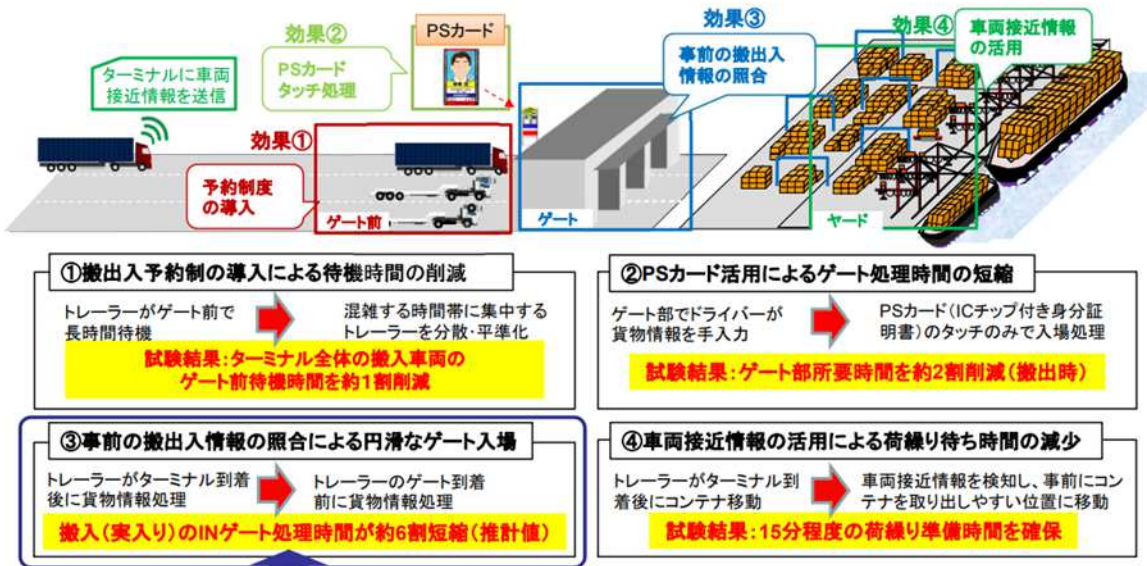 効果②
PSカード
効果③
効果④
車両接近情報
の活用
ターミナルに車両
接近情報を送信
PSカード
タッチ処理
事前の搬出入
情報の照合
効果①
予約制度
の導入
ゲート前
ゲート
ヤード
①搬出入予約制の導入による待機時間の削減
トレーラーがゲート前で
長時間待機
混雑する時間帯に集中する
トレーラーを分散・平準化
試験結果:ターミナル全体の搬入車両の
ゲート前待機時間を約1割削減
②PSカード活用によるゲート処理時間の短縮
ゲート部でドライバーが
貨物情報を手入力
PSカード(ICチップ付き身分証
明書)のタッチのみで入場処理
試験結果:ゲート部所要時間を約2割削減(搬出時)
③事前の搬出入情報の照合による円滑なゲート入場
トレーラーがターミナル到着
後に貨物情報処理
トレーラーのゲート到着
前に貨物情報処理
搬入(実入り)のINゲート処理時間が約6割短縮(推計値)
④車両接近情報の活用による荷繰り待ち時間の減少
トレーラーがターミナル到
着後にコンテナ移動
車両接近情報を検知し、事前にコン
テナを取り出しやすい位置に移動
試験結果:15分程度の荷繰り準備時間を確保